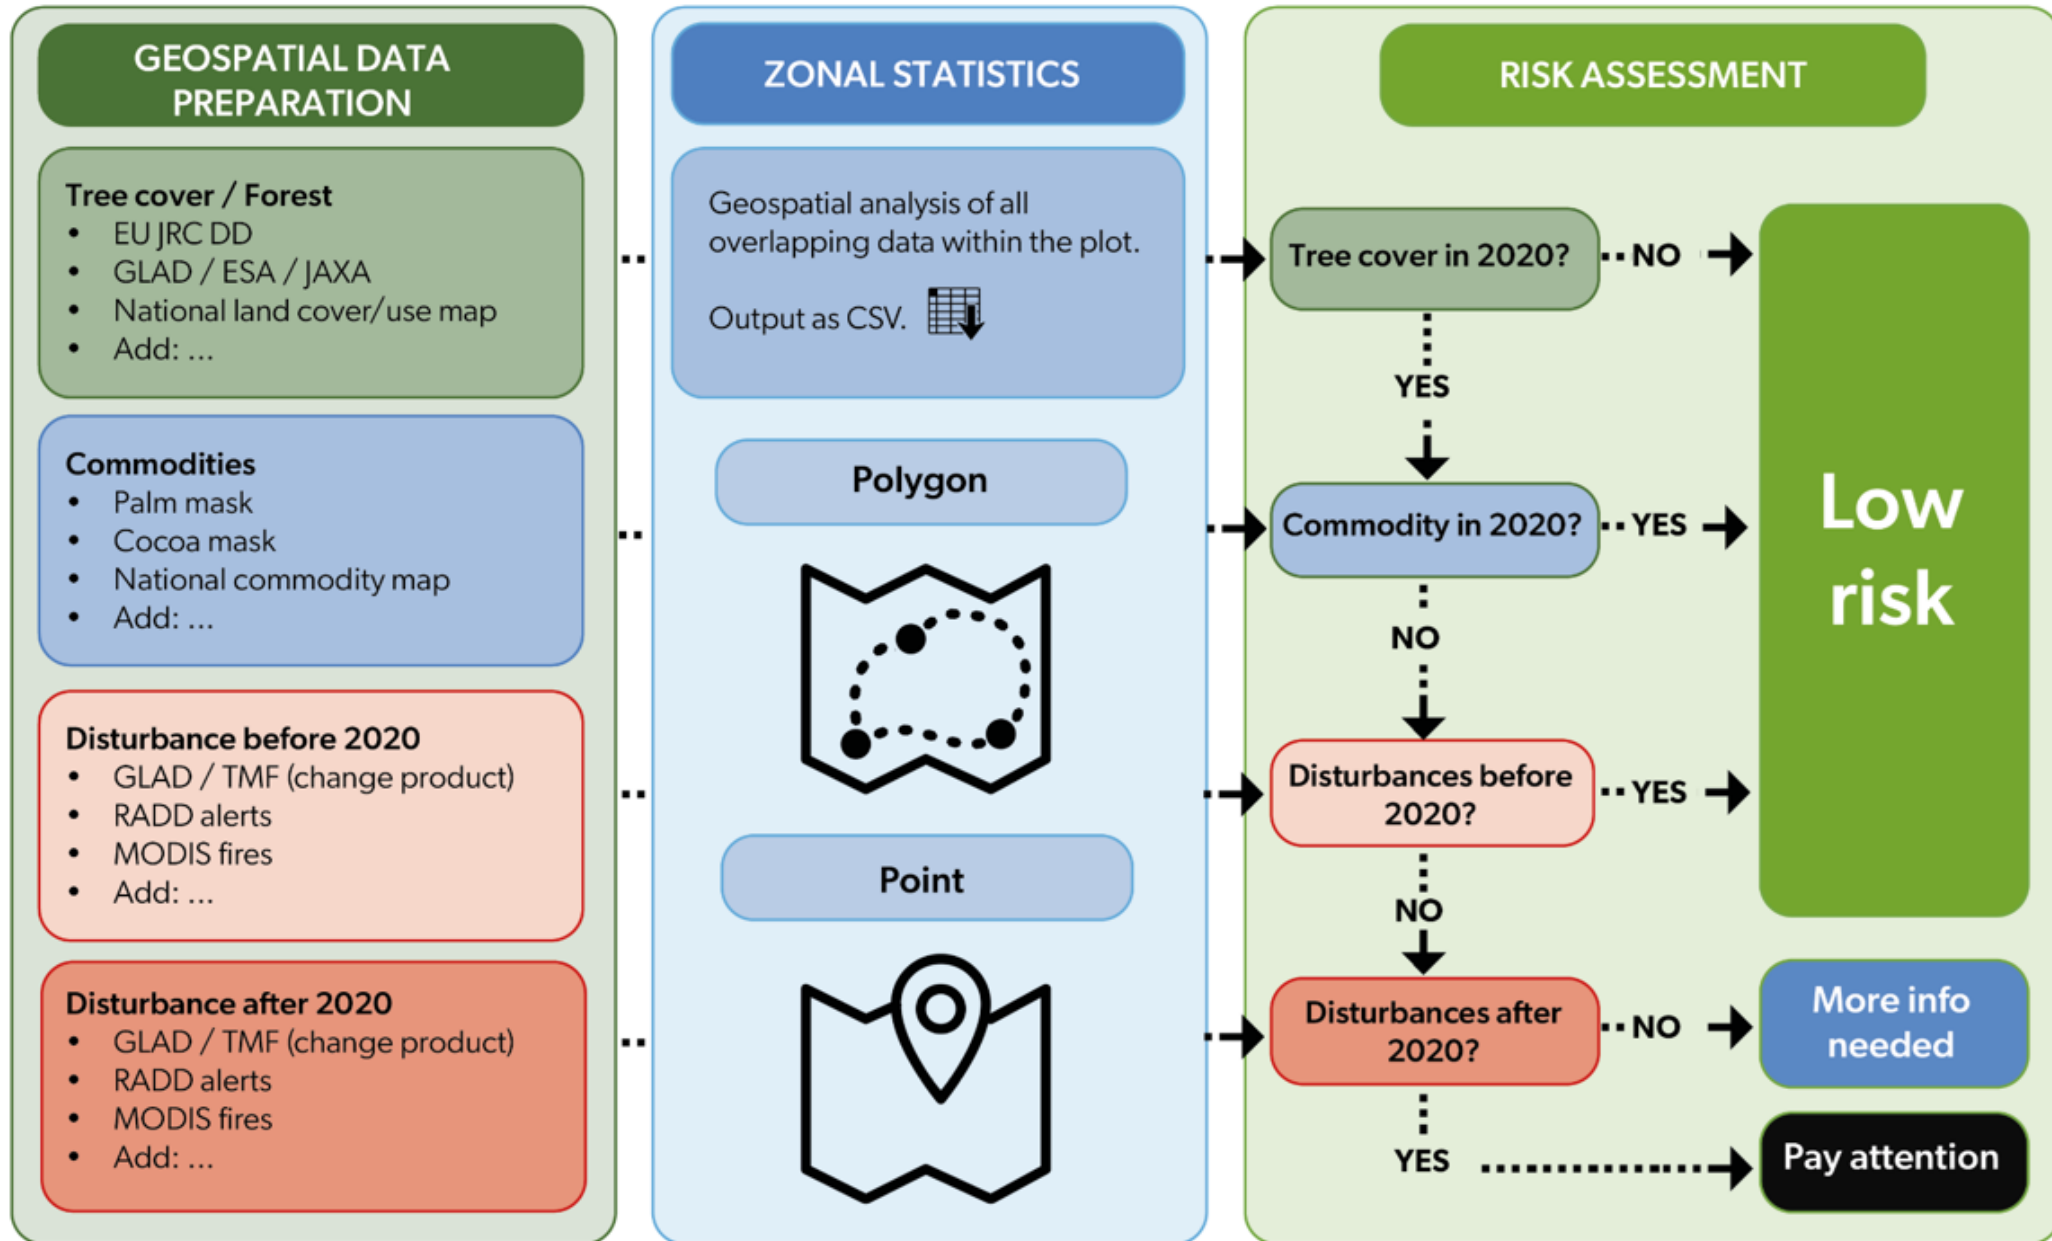 GEOSPATIAL DATA
PREPARATION
Tree cover / Forest
• EU JRC DD
• GLAD / ESA / JAXA
• National land cover/use map
• Add: ...
Commodities
• Palm mask
• Cocoa mask
• National commodity map
• Add: ...
Disturbance before 2020
• GLAD / TMF (change product)
• RADD alerts
• MODIS fires
• Add: ...
Disturbance after 2020
• GLAD / TMF (change product)
• RADD alerts
• MODIS fires
• Add: ...
ZONAL STATISTICS
Geospatial analysis of all
overlapping data within the plot.
Output as CSV.
Polygon
Point
RISK ASSESSMENT
Tree cover in 2020?
NO
YES
Commodity in 2020?
YES
NO
Disturbances before
2020?
YES
NO
Disturbances after
2020?
NO
YES
Low
risk
More info
needed
Pay attention